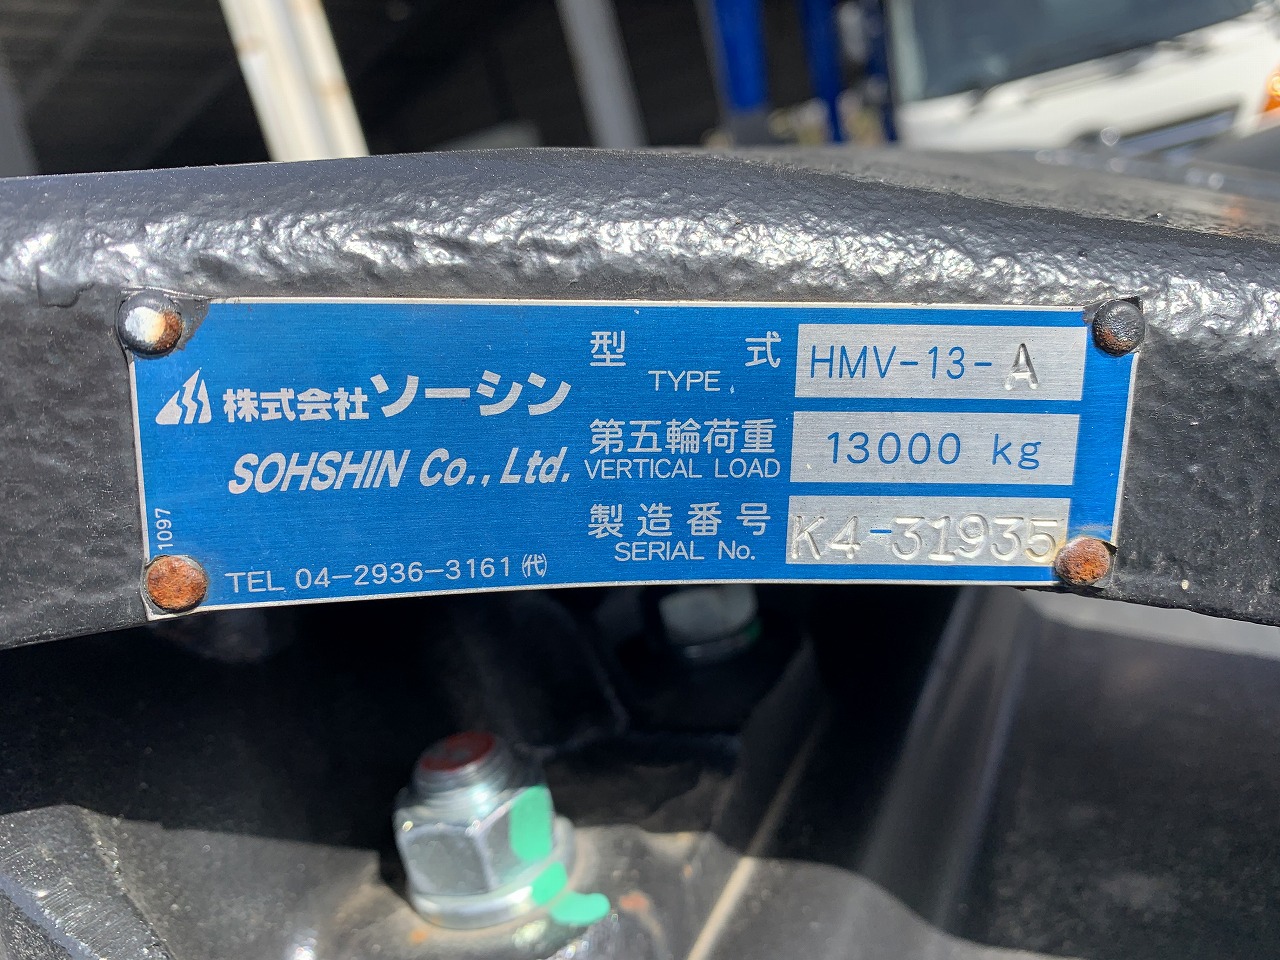 株式会社ソーシン
SOHSHIN Co., Ltd.
1097
TEL 04-2936-3161 ㈹
型式 HMV-13-A
TYPE
第五輪荷重 13000 kg
VERTICAL LOAD
製造番号 K4-31935
SERIAL No.